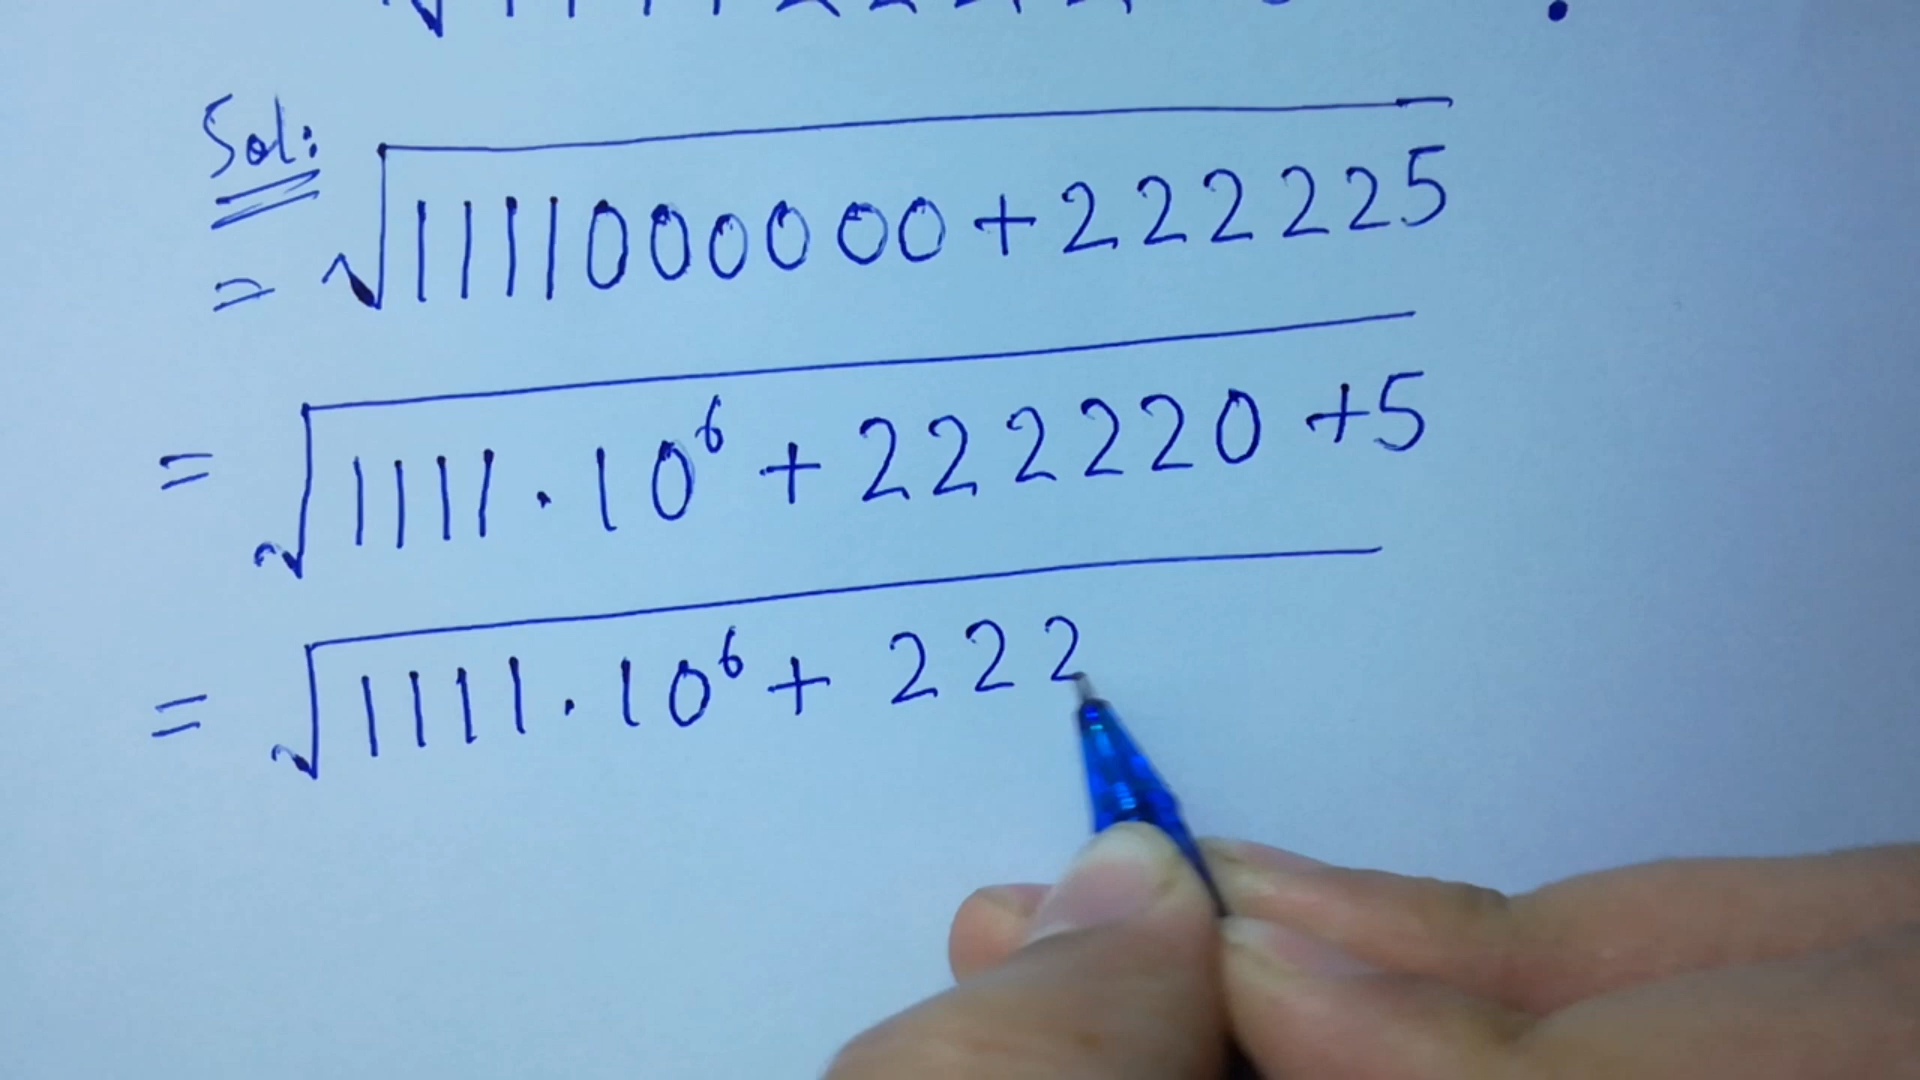 Sol:
= √1111000000 + 222225
= √1111 · 10⁶ + 222220 + 5
= √1111 · 10⁶ + 222